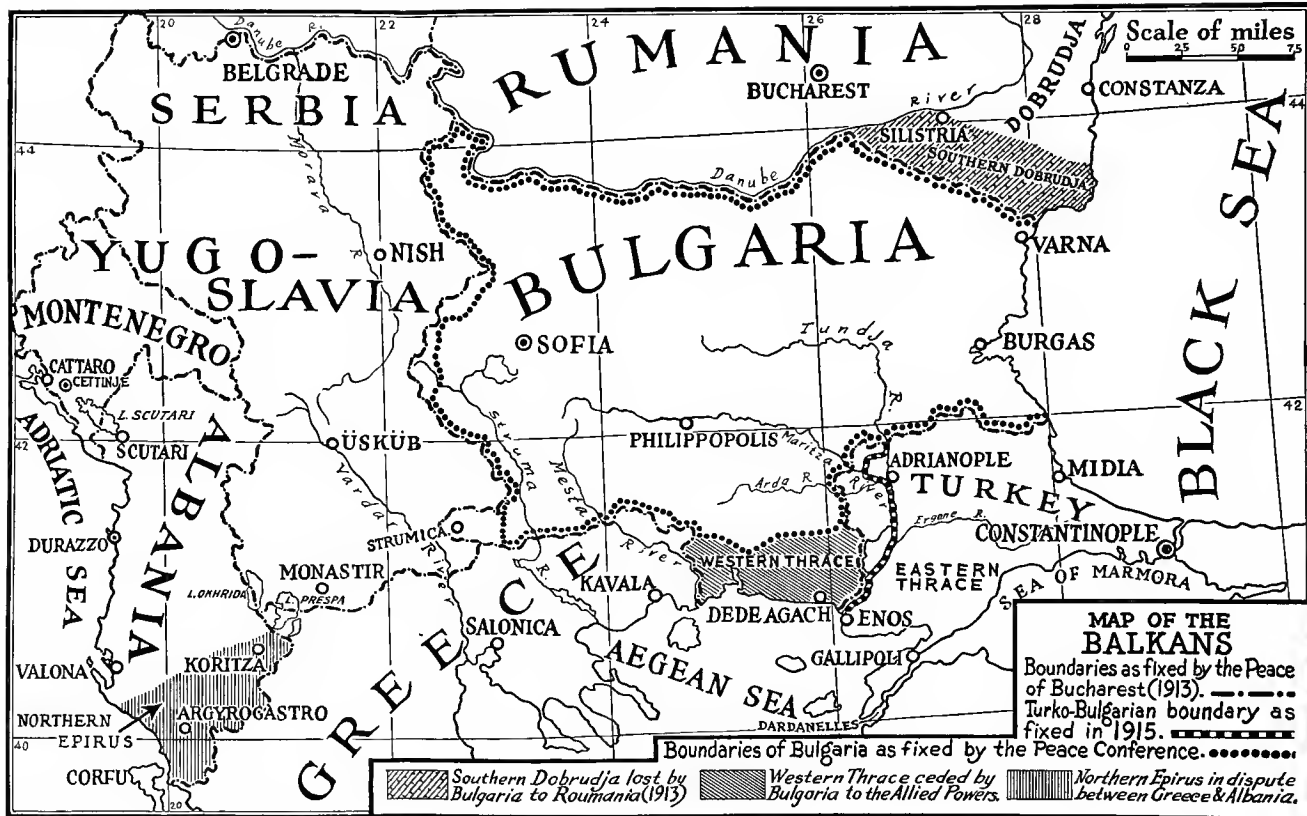 20
22
24
26
28
Scale of miles
0 25 50 75
Danube R.
BELGRADE
SERBIA
RUMANIA
BUCHAREST
River
DOBRUDJA
CONSTANZA
44
44
SILISTRIA
SOUTHERN DOBRUDJA
Morava
R.
Danube
YUGO-
SLAVIA
NISH
BULGARIA
VARNA
BLACK SEA
MONTENEGRO
SOFIA
Tundja
R.
BURGAS
CATTARO
CETTINJE
L. SCUTARI
SCUTARI
ADRIATIC SEA
ALBANIA
42
42
ÜSKÜB
Struma
R.
Mesta
River
PHILIPPOPOLIS
Maritza
River
ADRIANOPLE
Arda R.
TURKEY
MIDIA
Ergene R.
CONSTANTINOPLE
Vardar
River
STRUMICA
DURAZZO
MONASTIR
L. OKHRIDA
L. PRESPA
GREECE
KAVALA
WESTERN THRACE
EASTERN
THRACE
SEA OF MARMORA
DEDEAGACH
ENOS
SALONICA
AEGEAN SEA
GALLIPOLI
DARDANELLES
VALONA
KORITZA
NORTHERN
EPIRUS
ARGYROGASTRO
40
CORFU
20
MAP OF THE
BALKANS
Boundaries as fixed by the Peace
of Bucharest (1913).
Turko-Bulgarian boundary as
fixed in 1915.
Boundaries of Bulgaria as fixed by the Peace Conference.
Southern Dobrudja lost by
Bulgaria to Roumania (1913)
Western Thrace ceded by
Bulgaria to the Allied Powers.
Northern Epirus in dispute
between Greece & Albania.